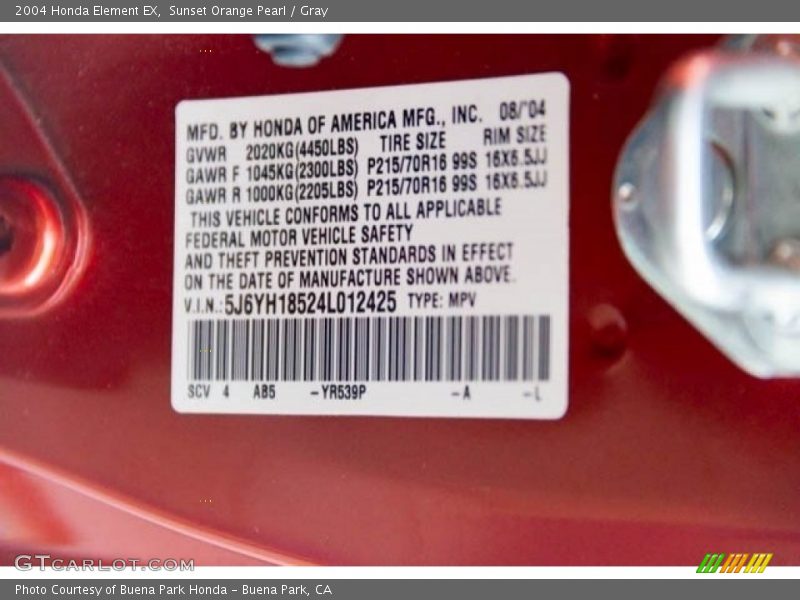 2004 Honda Element EX, Sunset Orange Pearl / Gray
MFD. BY HONDA OF AMERICA MFG., INC. 08/'04
GVWR 2020KG(4450LBS) TIRE SIZE RIM SIZE
GAWR F 1045KG(2300LBS) P215/70R16 99S 16X6.5JJ
GAWR R 1000KG(2205LBS) P215/70R16 99S 16X6.5JJ
THIS VEHICLE CONFORMS TO ALL APPLICABLE
FEDERAL MOTOR VEHICLE SAFETY
AND THEFT PREVENTION STANDARDS IN EFFECT
ON THE DATE OF MANUFACTURE SHOWN ABOVE.
V.I.N.: 5J6YH18524L012425 TYPE: MPV
SCV 4 AB5 -YR539P -A -L
GTCARLOT.COM
Photo Courtesy of Buena Park Honda - Buena Park, CA